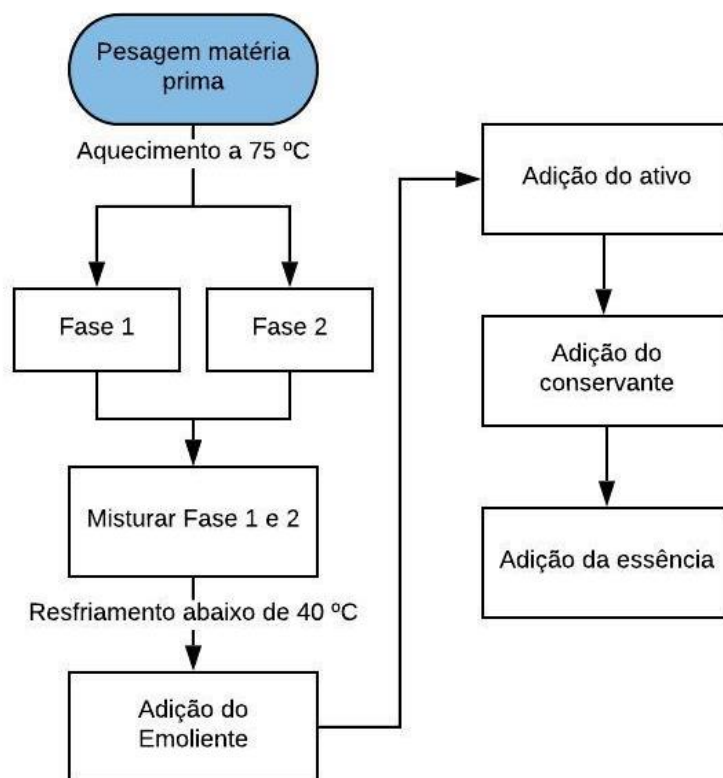 Pesagem matéria
prima
Aquecimento a 75 ºC
Fase 1
Fase 2
Misturar Fase 1 e 2
Resfriamento abaixo de 40 ºC
Adição do
Emoliente
Adição do ativo
Adição do
conservante
Adição da essência